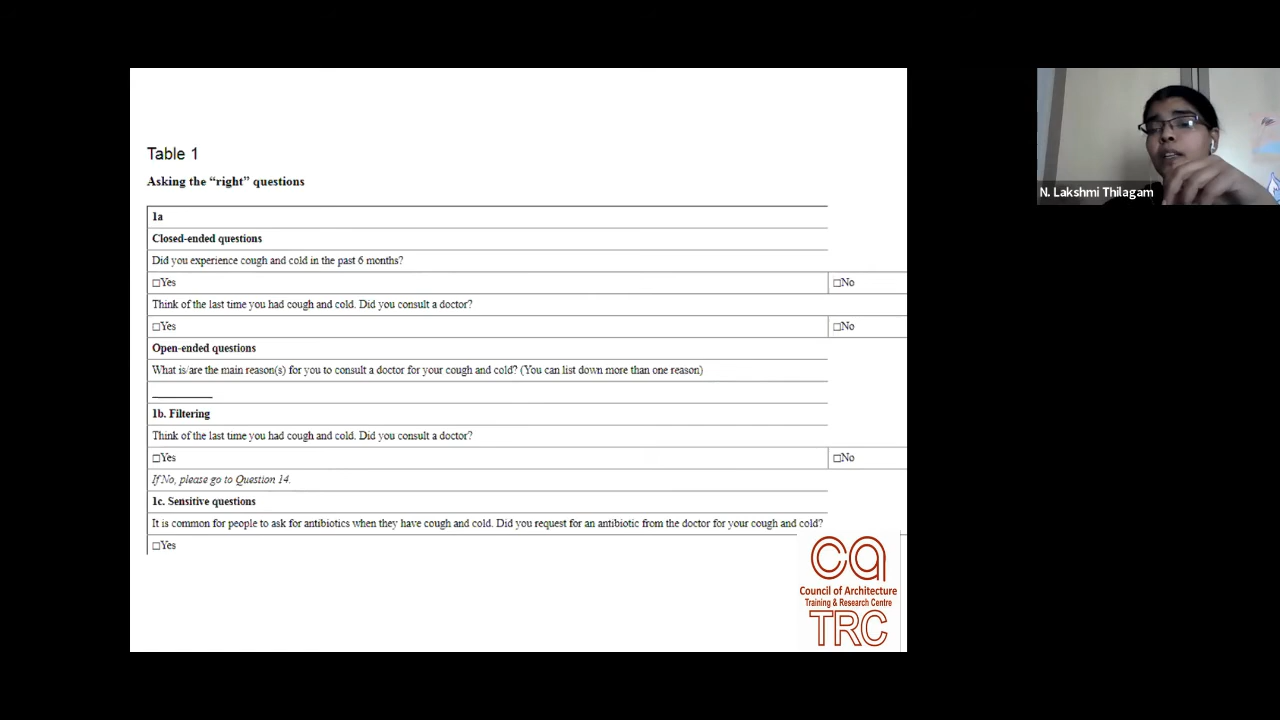 Table 1
Asking the “right” questions
1a
Closed-ended questions
Did you experience cough and cold in the past 6 months?
□Yes □No
Think of the last time you had cough and cold. Did you consult a doctor?
□Yes □No
Open-ended questions
What is/are the main reason(s) for you to consult a doctor for your cough and cold? (You can list down more than one reason)
1b. Filtering
Think of the last time you had cough and cold. Did you consult a doctor?
□Yes □No
If No, please go to Question 14.
1c. Sensitive questions
It is common for people to ask for antibiotics when they have cough and cold. Did you request for an antibiotic from the doctor for your cough and cold?
□Yes
ca
Council of Architecture
Training & Research Centre
TRC
N. Lakshmi Thilagam